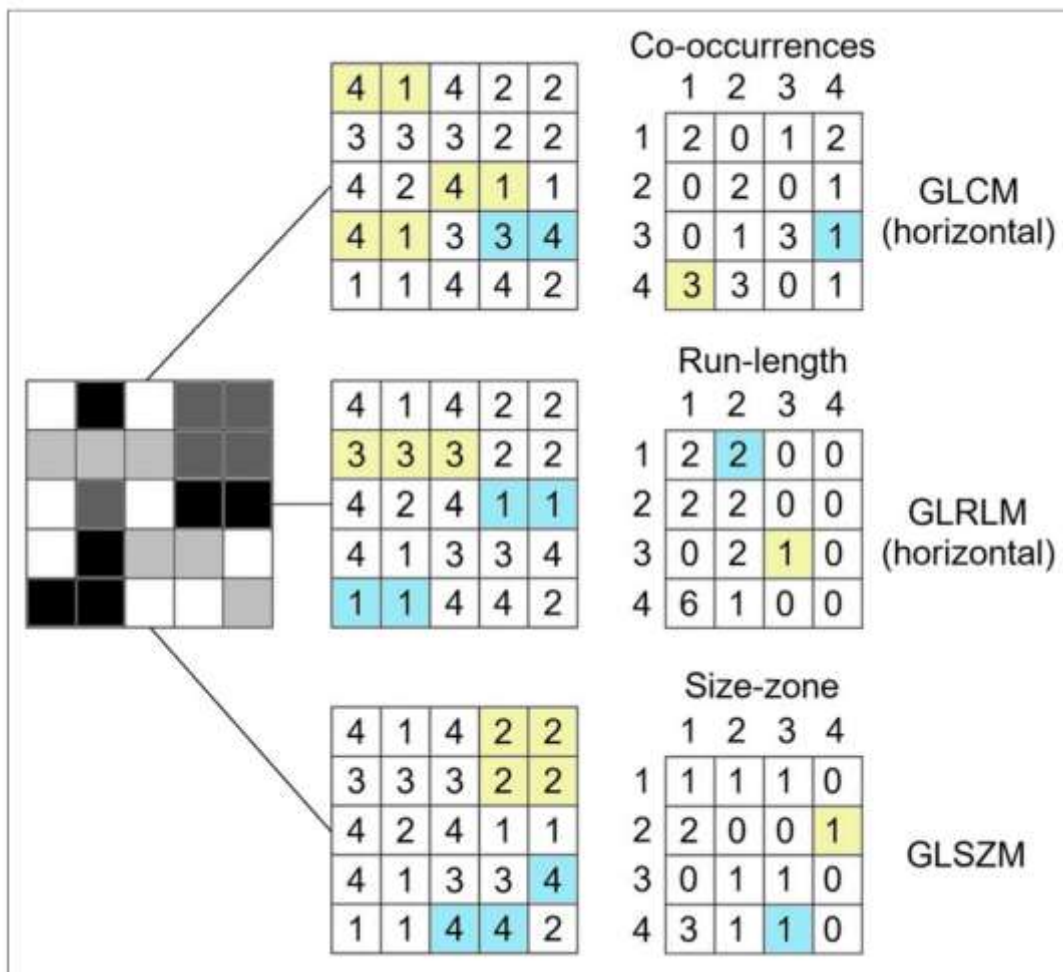 Co-occurrences
1 2 3 4
4 1 4 2 2
3 3 3 2 2
4 2 4 1 1
4 1 3 3 4
1 1 4 4 2
1 2 0 1 2
2 0 2 0 1
3 0 1 3 1
4 3 3 0 1
GLCM
(horizontal)
Run-length
1 2 3 4
4 1 4 2 2
3 3 3 2 2
4 2 4 1 1
4 1 3 3 4
1 1 4 4 2
1 2 2 0 0
2 2 2 0 0
3 0 2 1 0
4 6 1 0 0
GLRLM
(horizontal)
Size-zone
1 2 3 4
4 1 4 2 2
3 3 3 2 2
4 2 4 1 1
4 1 3 3 4
1 1 4 4 2
1 1 1 1 0
2 2 0 0 1
3 0 1 1 0
4 3 1 1 0
GLSZM